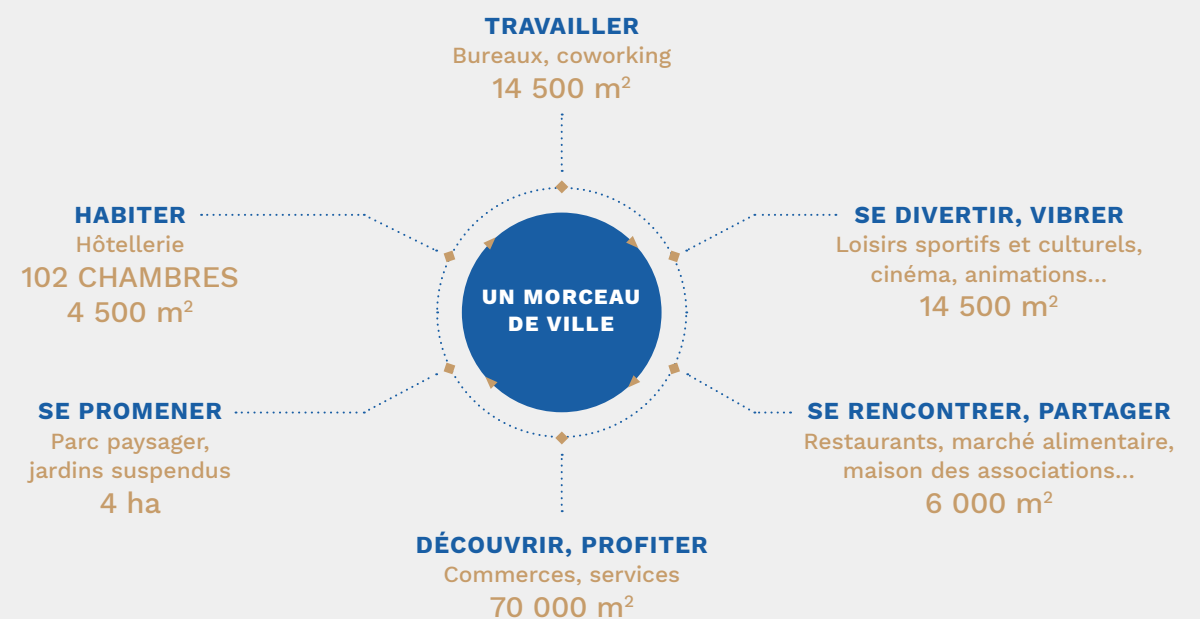 TRAVAILLER
Bureaux, coworking
14 500 m²
HABITER
Hôtellerie
102 CHAMBRES
4 500 m²
SE DIVERTIR, VIBRER
Loisirs sportifs et culturels,
cinéma, animations...
14 500 m²
UN MORCEAU
DE VILLE
SE PROMENER
Parc paysager,
jardins suspendus
4 ha
SE RENCONTRER, PARTAGER
Restaurants, marché alimentaire,
maison des associations...
6 000 m²
DÉCOUVRIR, PROFITER
Commerces, services
70 000 m²